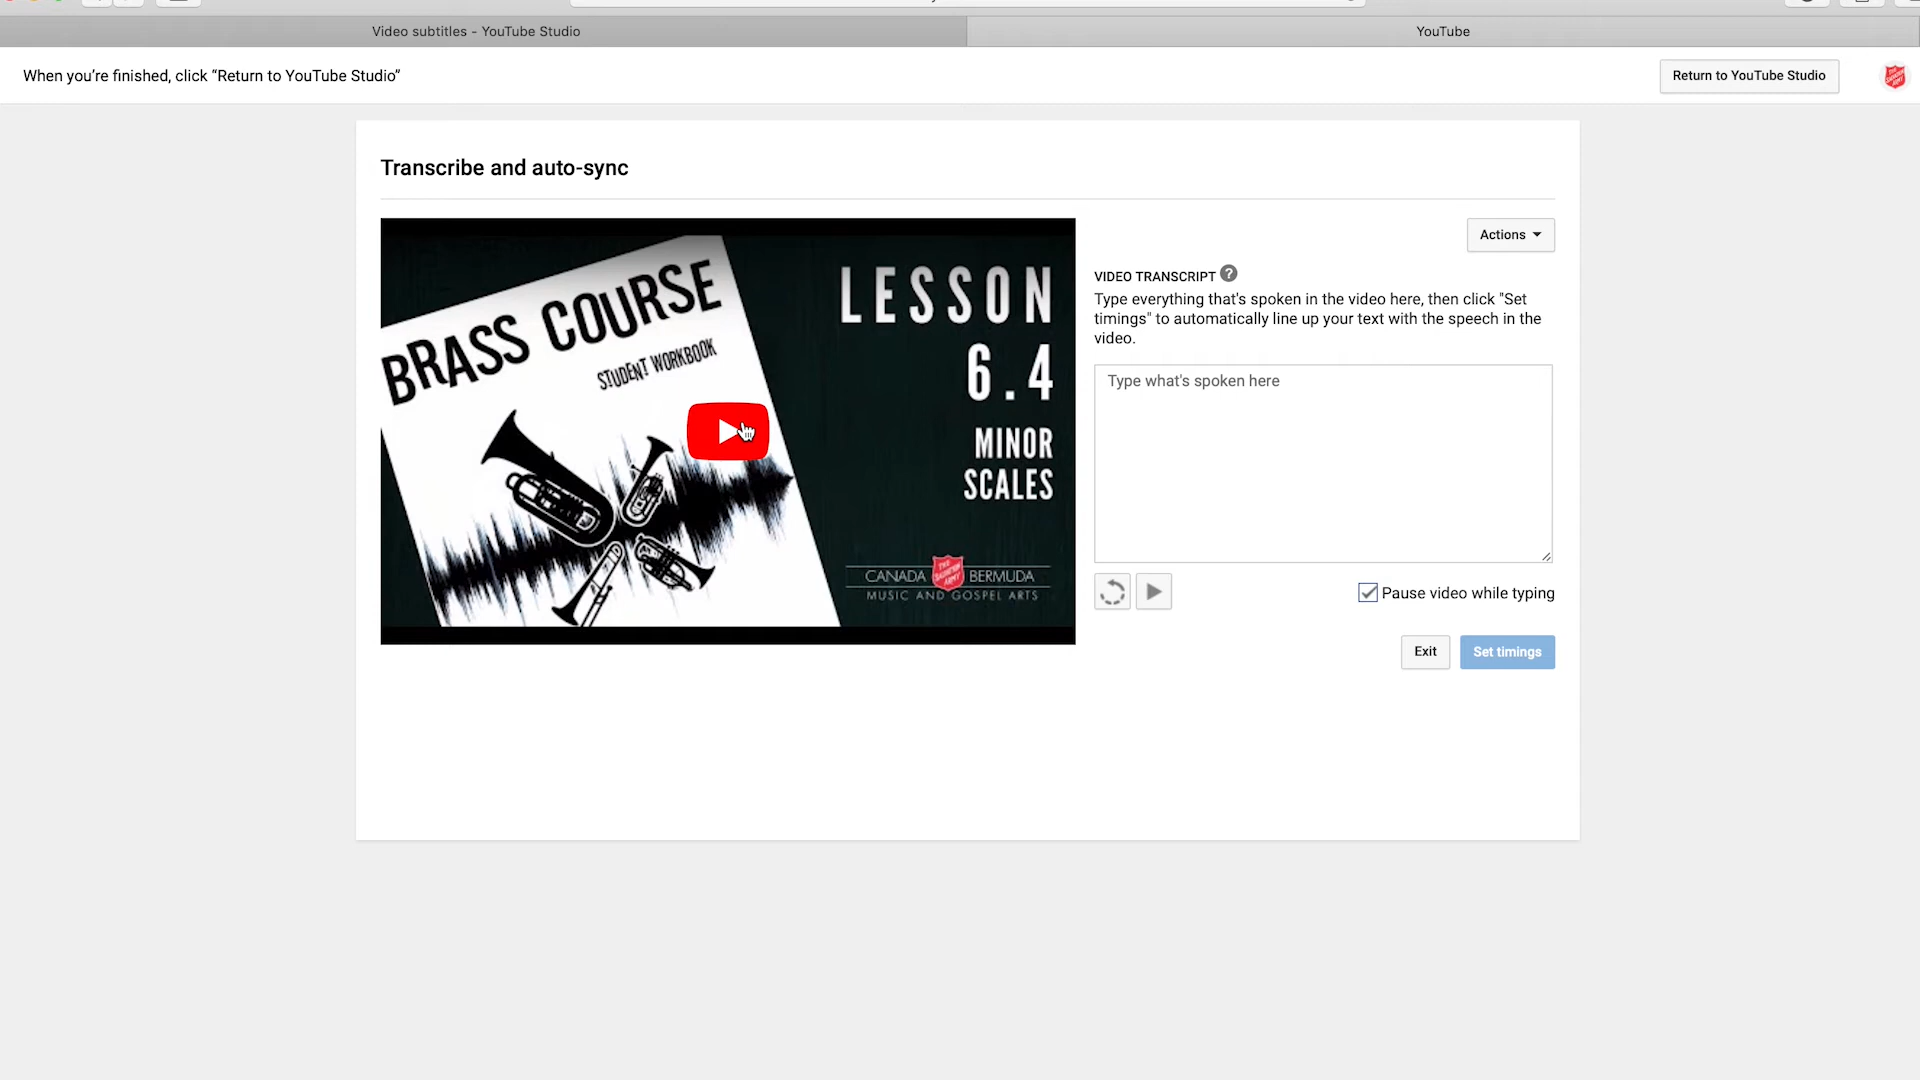 Video subtitles - YouTube Studio
YouTube
When you're finished, click “Return to YouTube Studio”
Return to YouTube Studio
Transcribe and auto-sync
BRASS COURSE
STUDENT WORKBOOK
LESSON
6.4
MINOR
SCALES
CANADA THE SALVATION ARMY BERMUDA
MUSIC AND GOSPEL ARTS
Actions
VIDEO TRANSCRIPT ?
Type everything that's spoken in the video here, then click "Set
timings" to automatically line up your text with the speech in the
video.
Type what's spoken here
Pause video while typing
Exit
Set timings